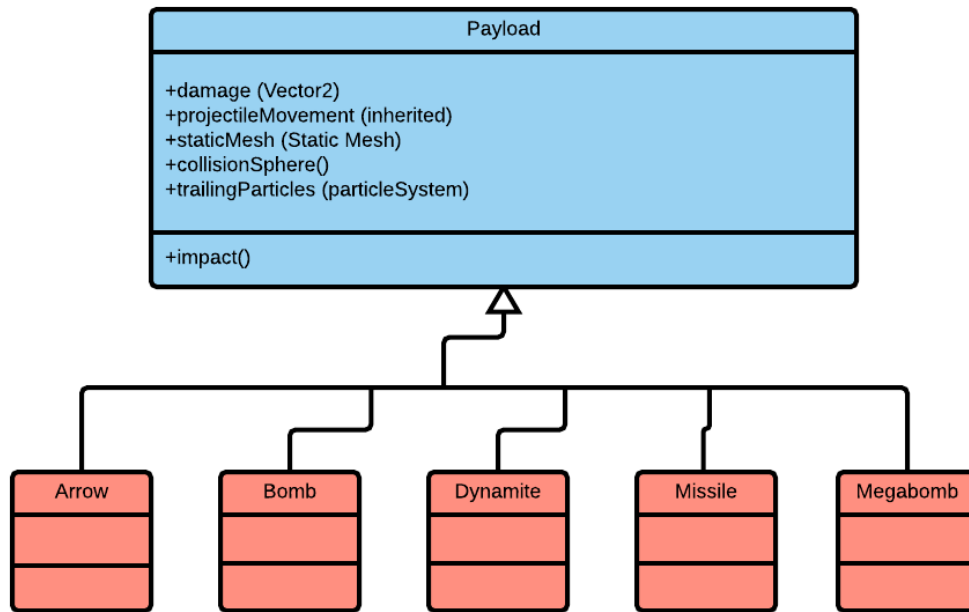 Payload
+damage (Vector2)
+projectileMovement (inherited)
+staticMesh (Static Mesh)
+collisionSphere()
+trailingParticles (particleSystem)
+impact()
Arrow
Bomb
Dynamite
Missile
Megabomb